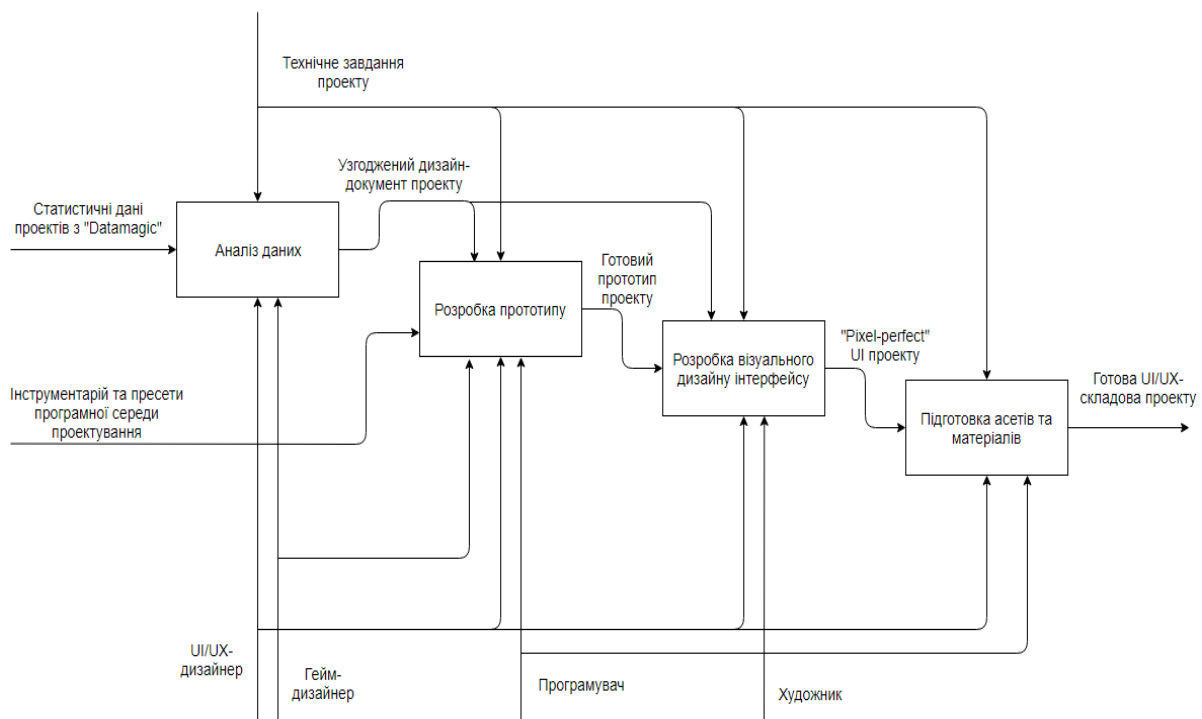 Технічне завдання
проекту
Узгоджений дизайн-
документ проекту
Статистичні дані
проектів з "Datamagic"
Аналіз даних
Готовий
прототип
проекту
Розробка прототипу
"Pixel-perfect"
UI проекту
Розробка візуального
дизайну інтерфейсу
Готова UI/UX-
складова проекту
Інструментарій та пресети
програмної середи
проектування
Підготовка асетів та
матеріалів
UI/UX-
дизайнер
Гейм-
дизайнер
Програмувач
Художник